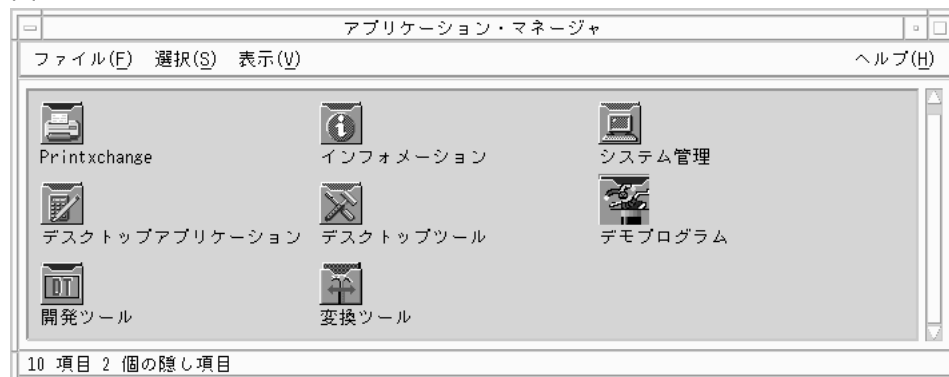 アプリケーション・マネージャ
ファイル(F) 選択(S) 表示(V) ヘルプ(H)
Printxchange インフォメーション システム管理
デスクトップアプリケーション デスクトップツール デモプログラム
DT
開発ツール 変換ツール
10 項目 2 個の隠し項目